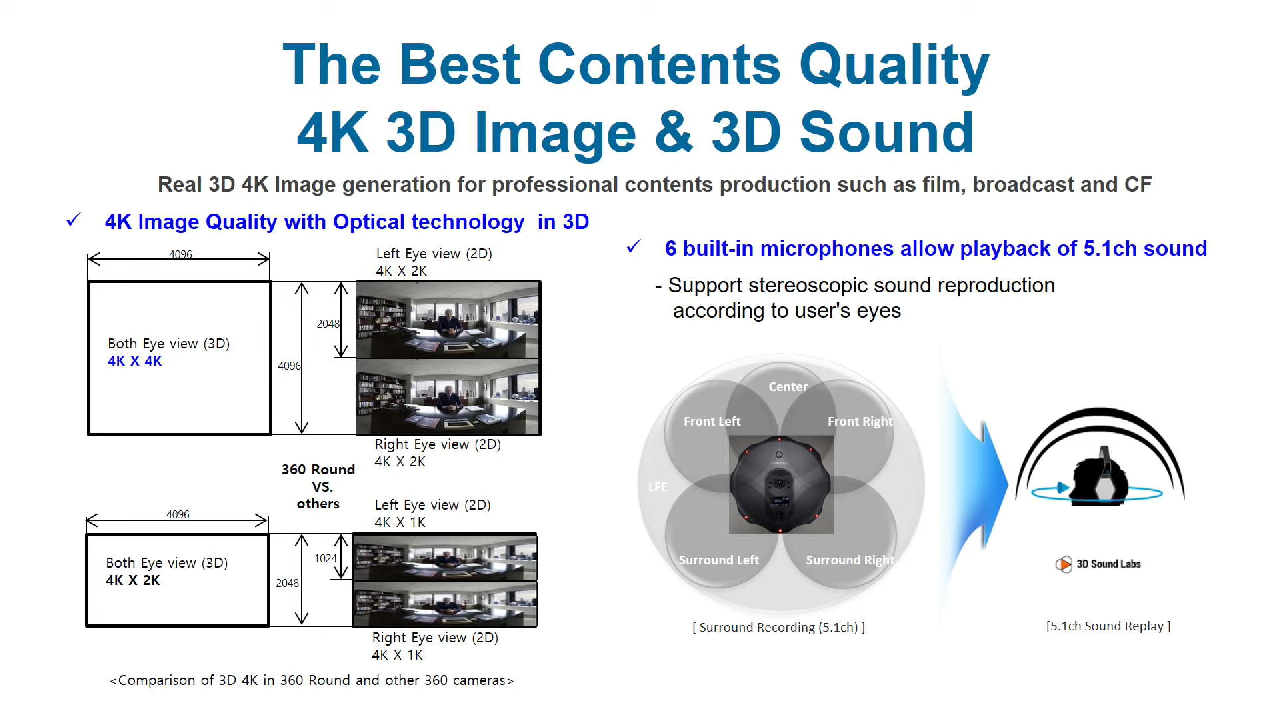 The Best Contents Quality
4K 3D Image & 3D Sound
Real 3D 4K Image generation for professional contents production such as film, broadcast and CF
✓ 4K Image Quality with Optical technology in 3D
4096
Left Eye view (2D)
4K X 2K
2048
Both Eye view (3D)
4K X 4K
4096
Right Eye view (2D)
4K X 2K
360 Round
VS.
others
4096
Left Eye view (2D)
4K X 1K
1024
Both Eye view (3D)
4K X 2K
2048
Right Eye view (2D)
4K X 1K
<Comparison of 3D 4K in 360 Round and other 360 cameras>
✓ 6 built-in microphones allow playback of 5.1ch sound
- Support stereoscopic sound reproduction
according to user's eyes
Center
Front Left
Front Right
LFE
Surround Left
Surround Right
[ Surround Recording (5.1ch) ]
3D Sound Labs
[5.1ch Sound Replay ]